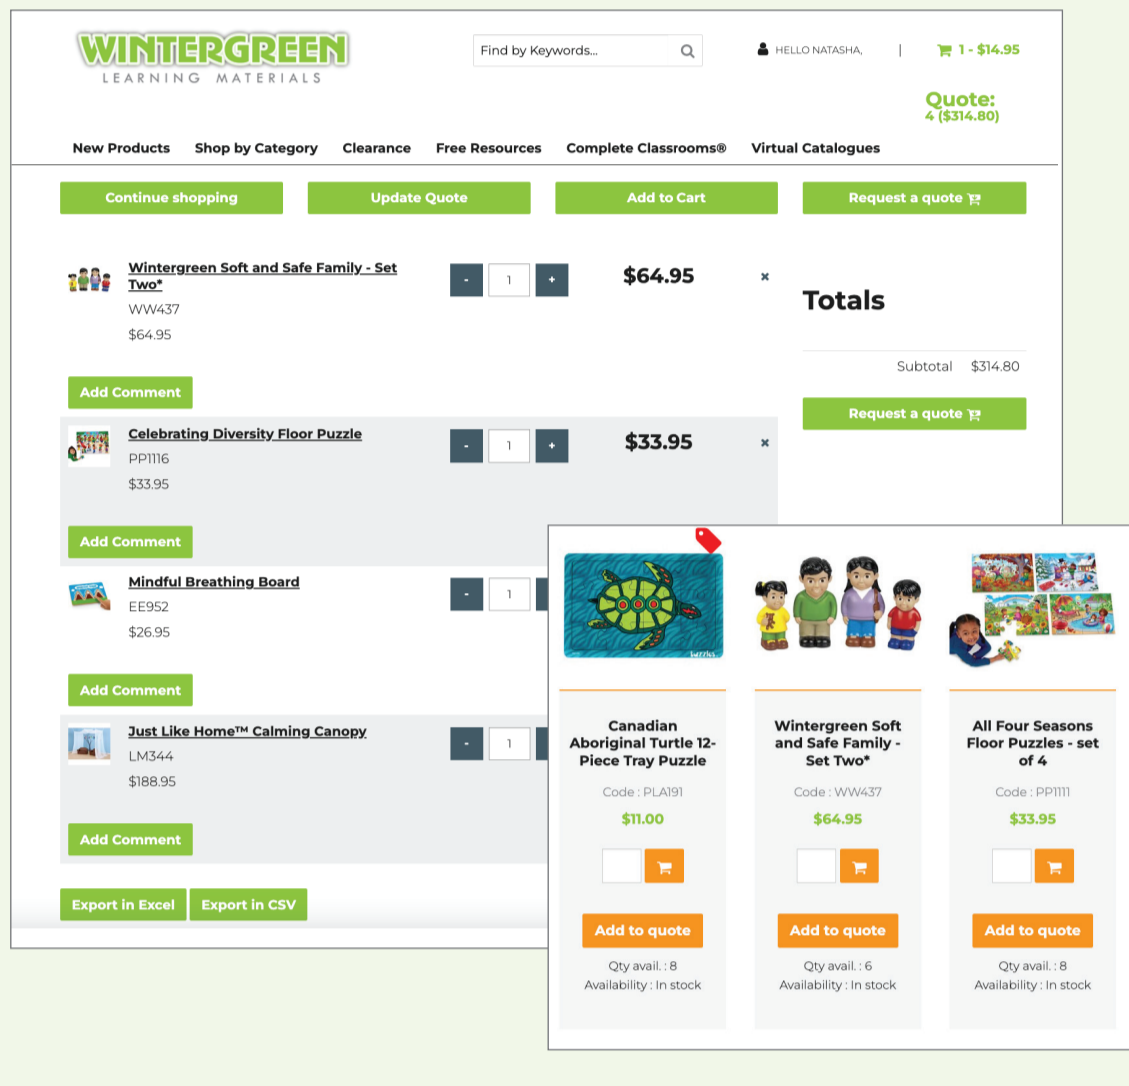 WINTERGREEN
LEARNING MATERIALS
Find by Keywords...
HELLO NATASHA,
|
1 - $14.95
Quote:
4 ($314.80)
New Products Shop by Category Clearance Free Resources Complete Classrooms® Virtual Catalogues
Continue shopping
Update Quote
Add to Cart
Request a quote
Wintergreen Soft and Safe Family - Set
Two*
WW437
$64.95
- 1 +
$64.95
×
Add Comment
Celebrating Diversity Floor Puzzle
PP1116
$33.95
- 1 +
$33.95
×
Add Comment
Mindful Breathing Board
EE952
$26.95
- 1
Add Comment
Just Like Home™ Calming Canopy
LM344
$188.95
- 1
Add Comment
Export in Excel
Export in CSV
Totals
Subtotal $314.80
Request a quote
Canadian
Aboriginal Turtle 12-
Piece Tray Puzzle
Code : PLA191
$11.00
Add to quote
Qty avail. : 8
Availability : In stock
Wintergreen Soft
and Safe Family -
Set Two*
Code : WW437
$64.95
Add to quote
Qty avail. : 6
Availability : In stock
All Four Seasons
Floor Puzzles - set
of 4
Code : PP1111
$33.95
Add to quote
Qty avail. : 8
Availability : In stock